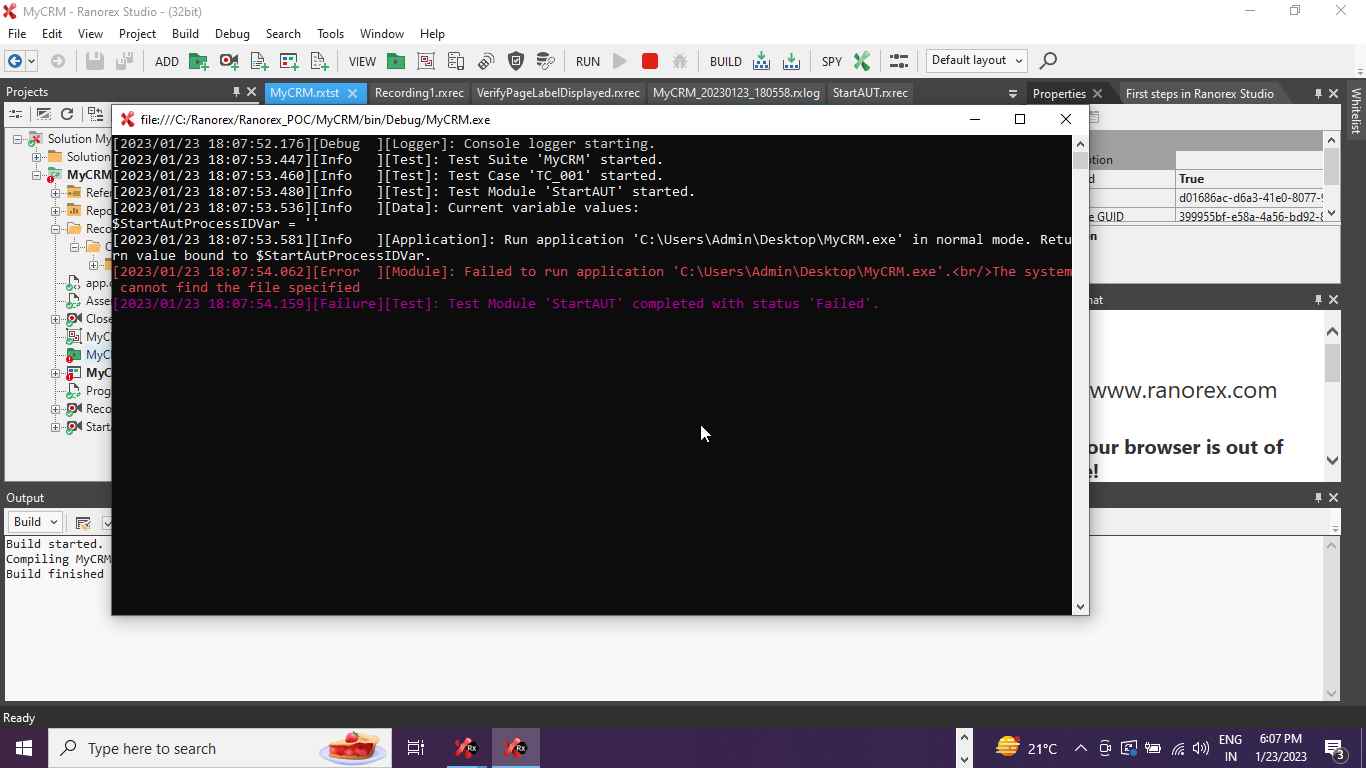 MyCRM - Ranorex Studio - (32bit)
File Edit View Project Build Debug Search Tools Window Help
ADD VIEW RUN BUILD SPY Default layout
Projects MyCRM.rxtst Recording1.rxrec VerifyPageLabelDisplayed.rxrec MyCRM_20230123_180558.rxlog StartAUT.rxrec Properties First steps in Ranorex Studio Whitelist
file:///C:/Ranorex/Ranorex_POC/MyCRM/bin/Debug/MyCRM.exe
Solution My
Solution
MyCRM
Refer
Repo
Reco
C
app.c
Asse
Close
MyC
MyC
MyC
Prog
Reco
Start
[2023/01/23 18:07:52.176][Debug  ][Logger]: Console logger starting.
[2023/01/23 18:07:53.447][Info   ][Test]: Test Suite 'MyCRM' started.
[2023/01/23 18:07:53.460][Info   ][Test]: Test Case 'TC_001' started.
[2023/01/23 18:07:53.480][Info   ][Test]: Test Module 'StartAUT' started.
[2023/01/23 18:07:53.536][Info   ][Data]: Current variable values:
$StartAutProcessIDVar = ''
[2023/01/23 18:07:53.581][Info   ][Application]: Run application 'C:\Users\Admin\Desktop\MyCRM.exe' in normal mode. Retu
rn value bound to $StartAutProcessIDVar.
[2023/01/23 18:07:54.062][Error  ][Module]: Failed to run application 'C:\Users\Admin\Desktop\MyCRM.exe'.<br/>The system
cannot find the file specified
[2023/01/23 18:07:54.159][Failure][Test]: Test Module 'StartAUT' completed with status 'Failed'.
ption
d True
d01686ac-d6a3-41e0-8077-
e GUID 399955bf-e58a-4a56-bd92-8
n
nat
www.ranorex.com
our browser is out of
e!
Output
Build
Build started.
Compiling MyCRM
Build finished
Ready
Type here to search
Rx
Rx
21°C
ENG
IN
6:07 PM
1/23/2023
3